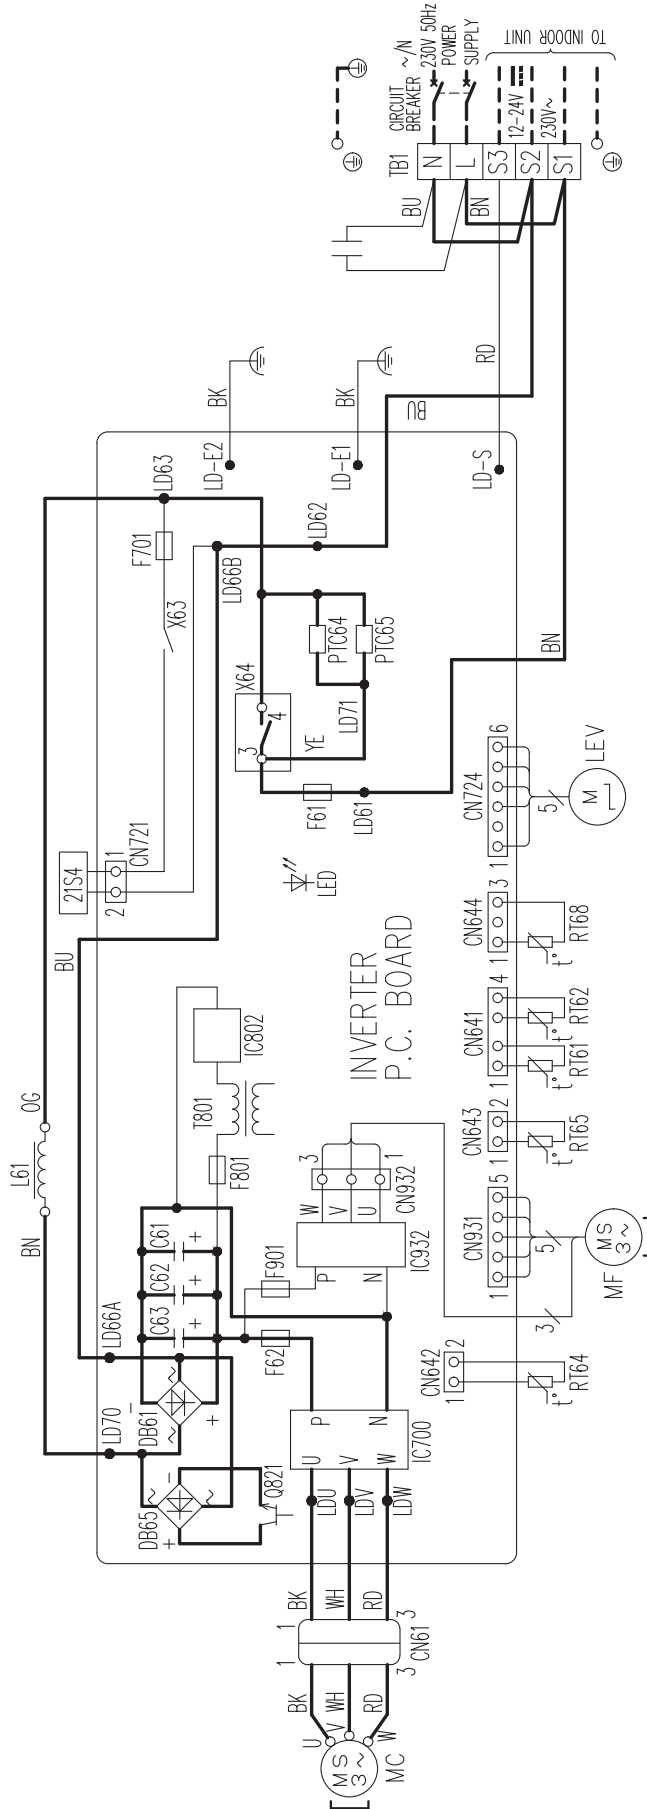 CIRCUIT
BREAKER
~/N
230V 50Hz
POWER
SUPPLY
TO INDOOR UNIT
12-24V
230V~
TB1
N
L
S3
S2
S1
BU
BN
RD
BU
BN
BK
BK
LD-E2
LD-E1
LD-S
LD63
F701
X63
LD62
LD66B
X64
3
4
YE
PTC64
PTC65
LD71
F61
LD61
21S4
2
1
CN721
BU
LED
INVERTER
P.C. BOARD
OG
L61
BN
IC802
T801
F801
C61
+
C62
+
C63
+
LD66A
LD70
DB61
-
~
~
+
DB65
~
-
+
~
Q821
F62
F901
P
N
W
V
U
IC932
3
1
CN932
U
V
W
P
N
IC700
LDU
LDV
LDW
BK
WH
RD
1
1
3
3
CN61
BK
WH
RD
U
V
W
MS
3~
MC
CN642
1
2
t°
RT64
CN931
1
5
5
3
MS
3~
MF
CN643
1
2
t°
RT65
CN641
1
4
t°
RT61
t°
RT62
CN644
1
3
t°
RT68
CN724
1
6
5
M
LEV